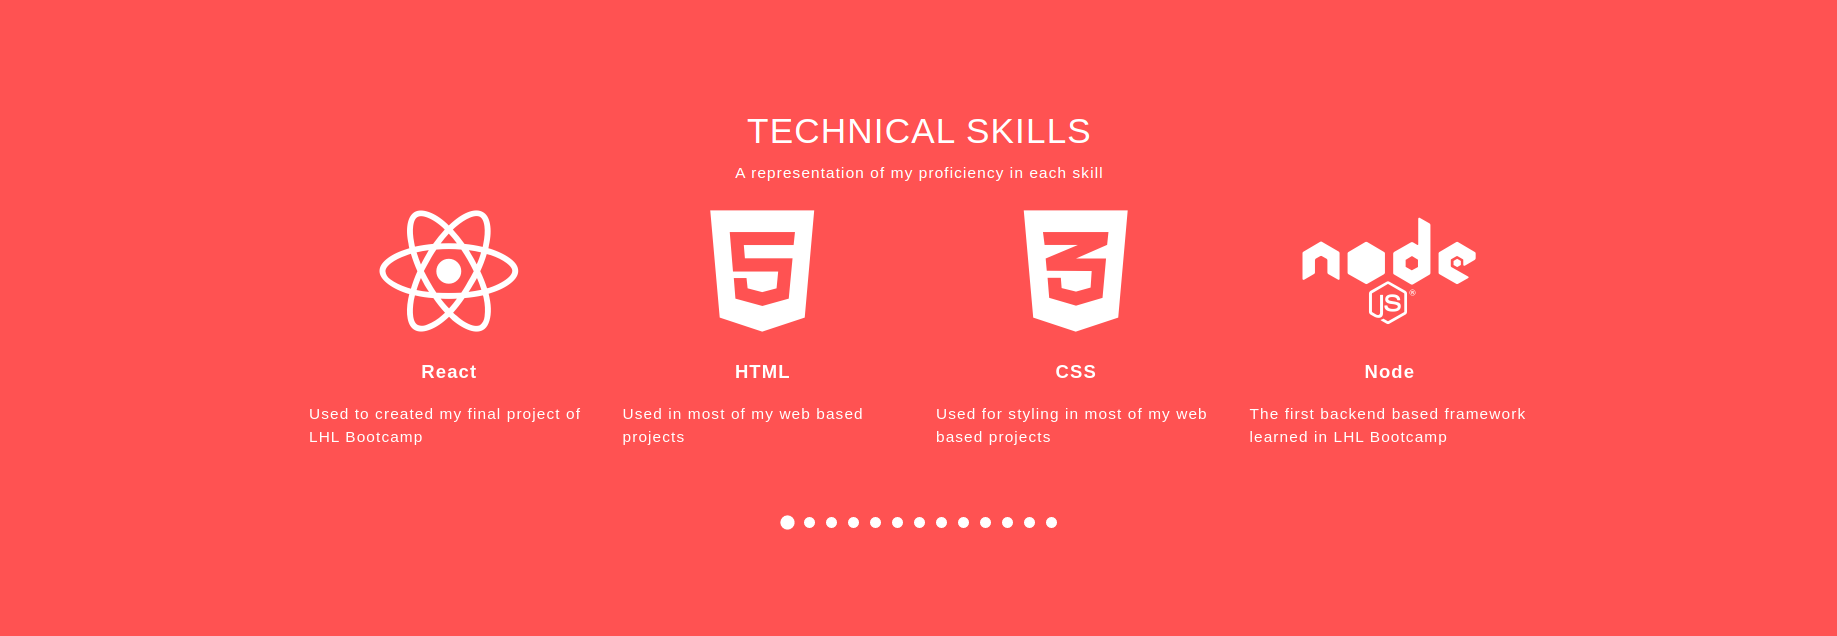 TECHNICAL SKILLS
A representation of my proficiency in each skill
node
JS®
React
HTML
CSS
Node
Used to created my final project of
LHL Bootcamp
Used in most of my web based
projects
Used for styling in most of my web
based projects
The first backend based framework
learned in LHL Bootcamp